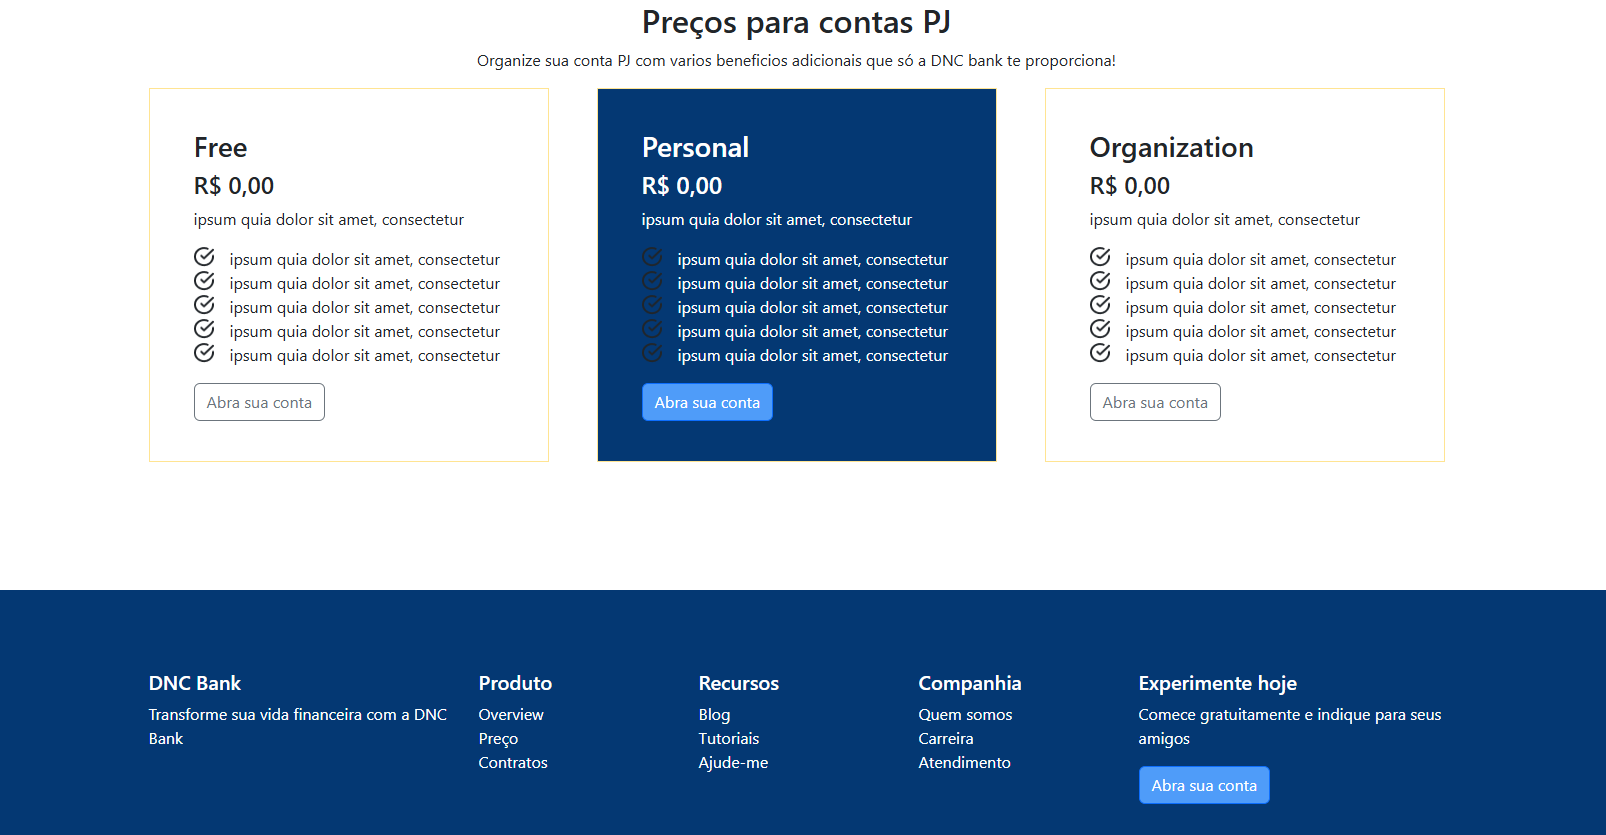 Preços para contas PJ
Organize sua conta PJ com varios beneficios adicionais que só a DNC bank te proporciona!
Free
R$ 0,00
ipsum quia dolor sit amet, consectetur
ipsum quia dolor sit amet, consectetur
ipsum quia dolor sit amet, consectetur
ipsum quia dolor sit amet, consectetur
ipsum quia dolor sit amet, consectetur
ipsum quia dolor sit amet, consectetur
Abra sua conta
Personal
R$ 0,00
ipsum quia dolor sit amet, consectetur
ipsum quia dolor sit amet, consectetur
ipsum quia dolor sit amet, consectetur
ipsum quia dolor sit amet, consectetur
ipsum quia dolor sit amet, consectetur
ipsum quia dolor sit amet, consectetur
Abra sua conta
Organization
R$ 0,00
ipsum quia dolor sit amet, consectetur
ipsum quia dolor sit amet, consectetur
ipsum quia dolor sit amet, consectetur
ipsum quia dolor sit amet, consectetur
ipsum quia dolor sit amet, consectetur
ipsum quia dolor sit amet, consectetur
Abra sua conta
DNC Bank
Transforme sua vida financeira com a DNC
Bank
Produto
Overview
Preço
Contratos
Recursos
Blog
Tutoriais
Ajude-me
Companhia
Quem somos
Carreira
Atendimento
Experimente hoje
Comece gratuitamente e indique para seus
amigos
Abra sua conta